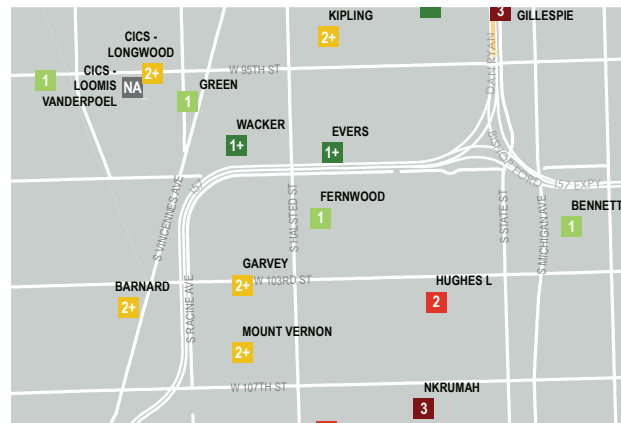 KIPLING
2+
3
GILLESPIE
CICS -
LONGWOOD
2+
CICS -
LOOMIS
NA
1
VANDERPOEL
GREEN
1
W 95TH ST
DAN RYAN
WACKER
1+
EVERS
1+
BISHOP FORD
I57 EXPY
I57
S VINCENNES AVE
S HALSTED ST
FERNWOOD
1
S STATE ST
S MICHIGAN AVE
BENNETT
1
GARVEY
2+
W 103RD ST
HUGHES L
2
BARNARD
2+
S RACINE AVE
MOUNT VERNON
2+
W 107TH ST
NKRUMAH
3